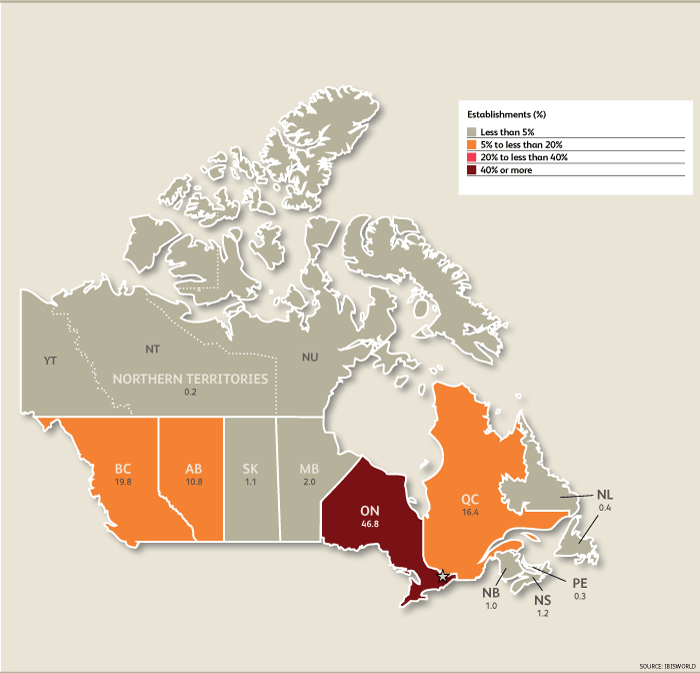 Establishments (%)
Less than 5%
5% to less than 20%
20% to less than 40%
40% or more
YT
NT
NU
NORTHERN TERRITORIES
0.2
BC
19.8
AB
10.8
SK
1.1
MB
2.0
ON
46.8
QC
16.4
NL
0.4
PE
0.3
NB
1.0
NS
1.2
SOURCE: IBISWORLD